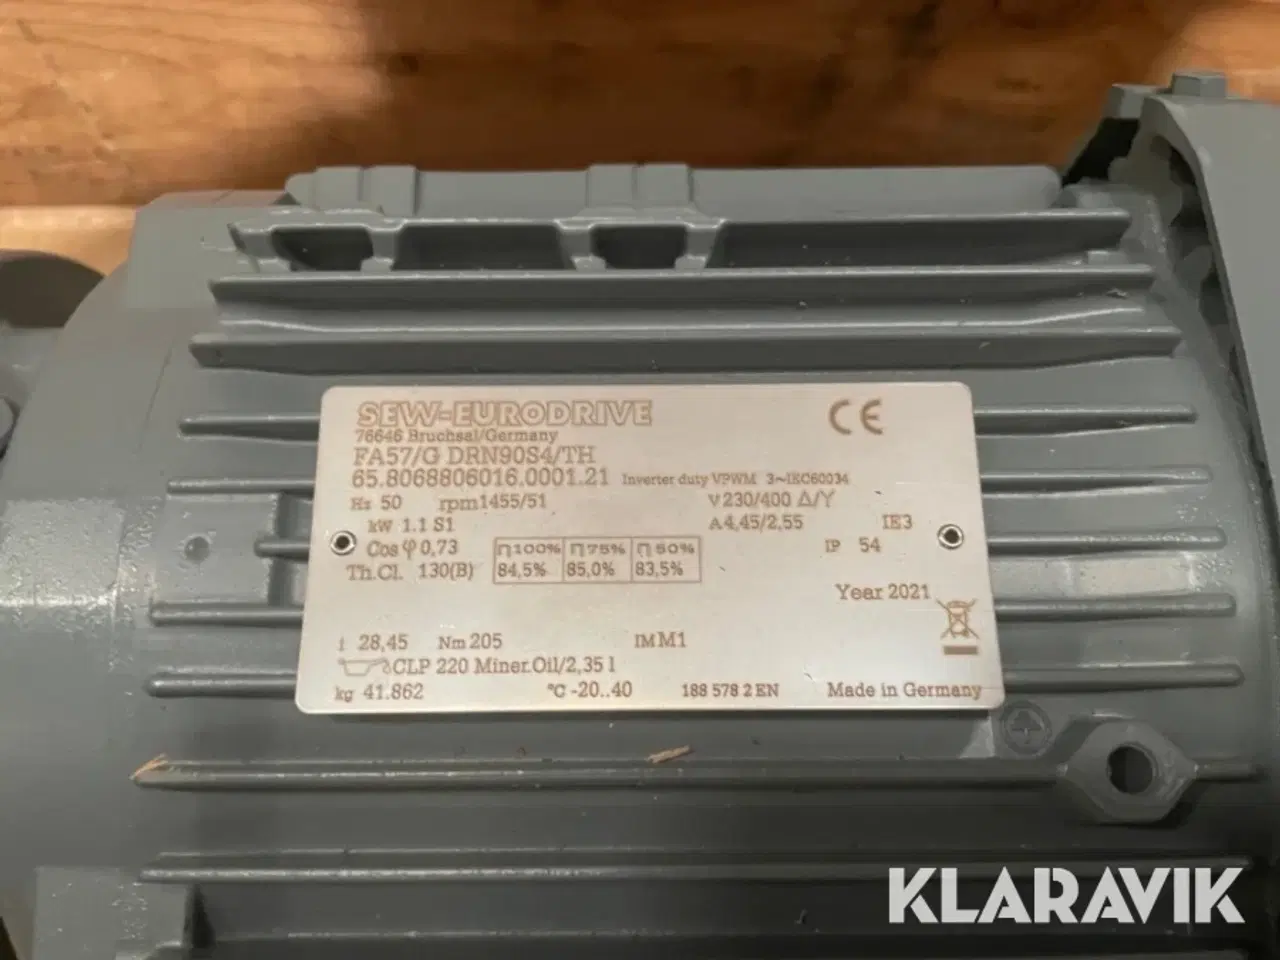 SEW-EURODRIVE
76646 Bruchsal/Germany
CE
FA57/G DRN90S4/TH
65.8068806016.0001.21 Inverter duty VPWM 3~IEC60034
Hz 50 rpm 1455/51 V 230/400 Δ/Y
kW 1.1 S1 A 4,45/2,55 IE3
Cos φ 0,73 IP 54
Th.Cl. 130(B)
η100% η75% η50%
84,5% 85,0% 83,5%
Year 2021
i 28,45 Nm 205 IM M1
CLP 220 Miner.Oil/2,35 l
kg 41.862 °C -20..40 188 578 2 EN Made in Germany
KLARAVIK